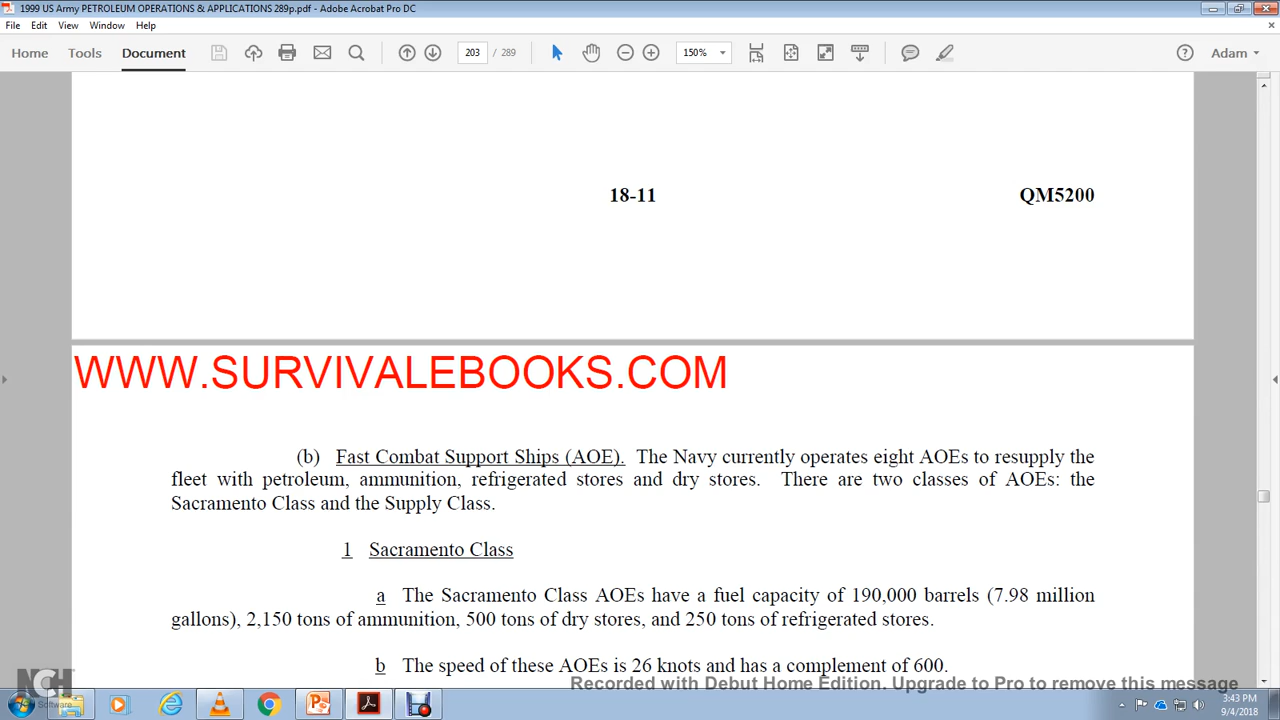 1999 US Army PETROLEUM OPERATIONS & APPLICATIONS 289p.pdf - Adobe Acrobat Pro DC
File Edit View Window Help
Home Tools Document 203 / 289 150% Adam
18-11 QM5200
WWW.SURVIVALEBOOKS.COM
(b) Fast Combat Support Ships (AOE). The Navy currently operates eight AOEs to resupply the
fleet with petroleum, ammunition, refrigerated stores and dry stores. There are two classes of AOEs: the
Sacramento Class and the Supply Class.
1 Sacramento Class
a The Sacramento Class AOEs have a fuel capacity of 190,000 barrels (7.98 million
gallons), 2,150 tons of ammunition, 500 tons of dry stores, and 250 tons of refrigerated stores.
b The speed of these AOEs is 26 knots and has a complement of 600.
Recorded with Debut Home Edition. Upgrade to Pro to remove this message
NCH
Software
3:43 PM
9/4/2018